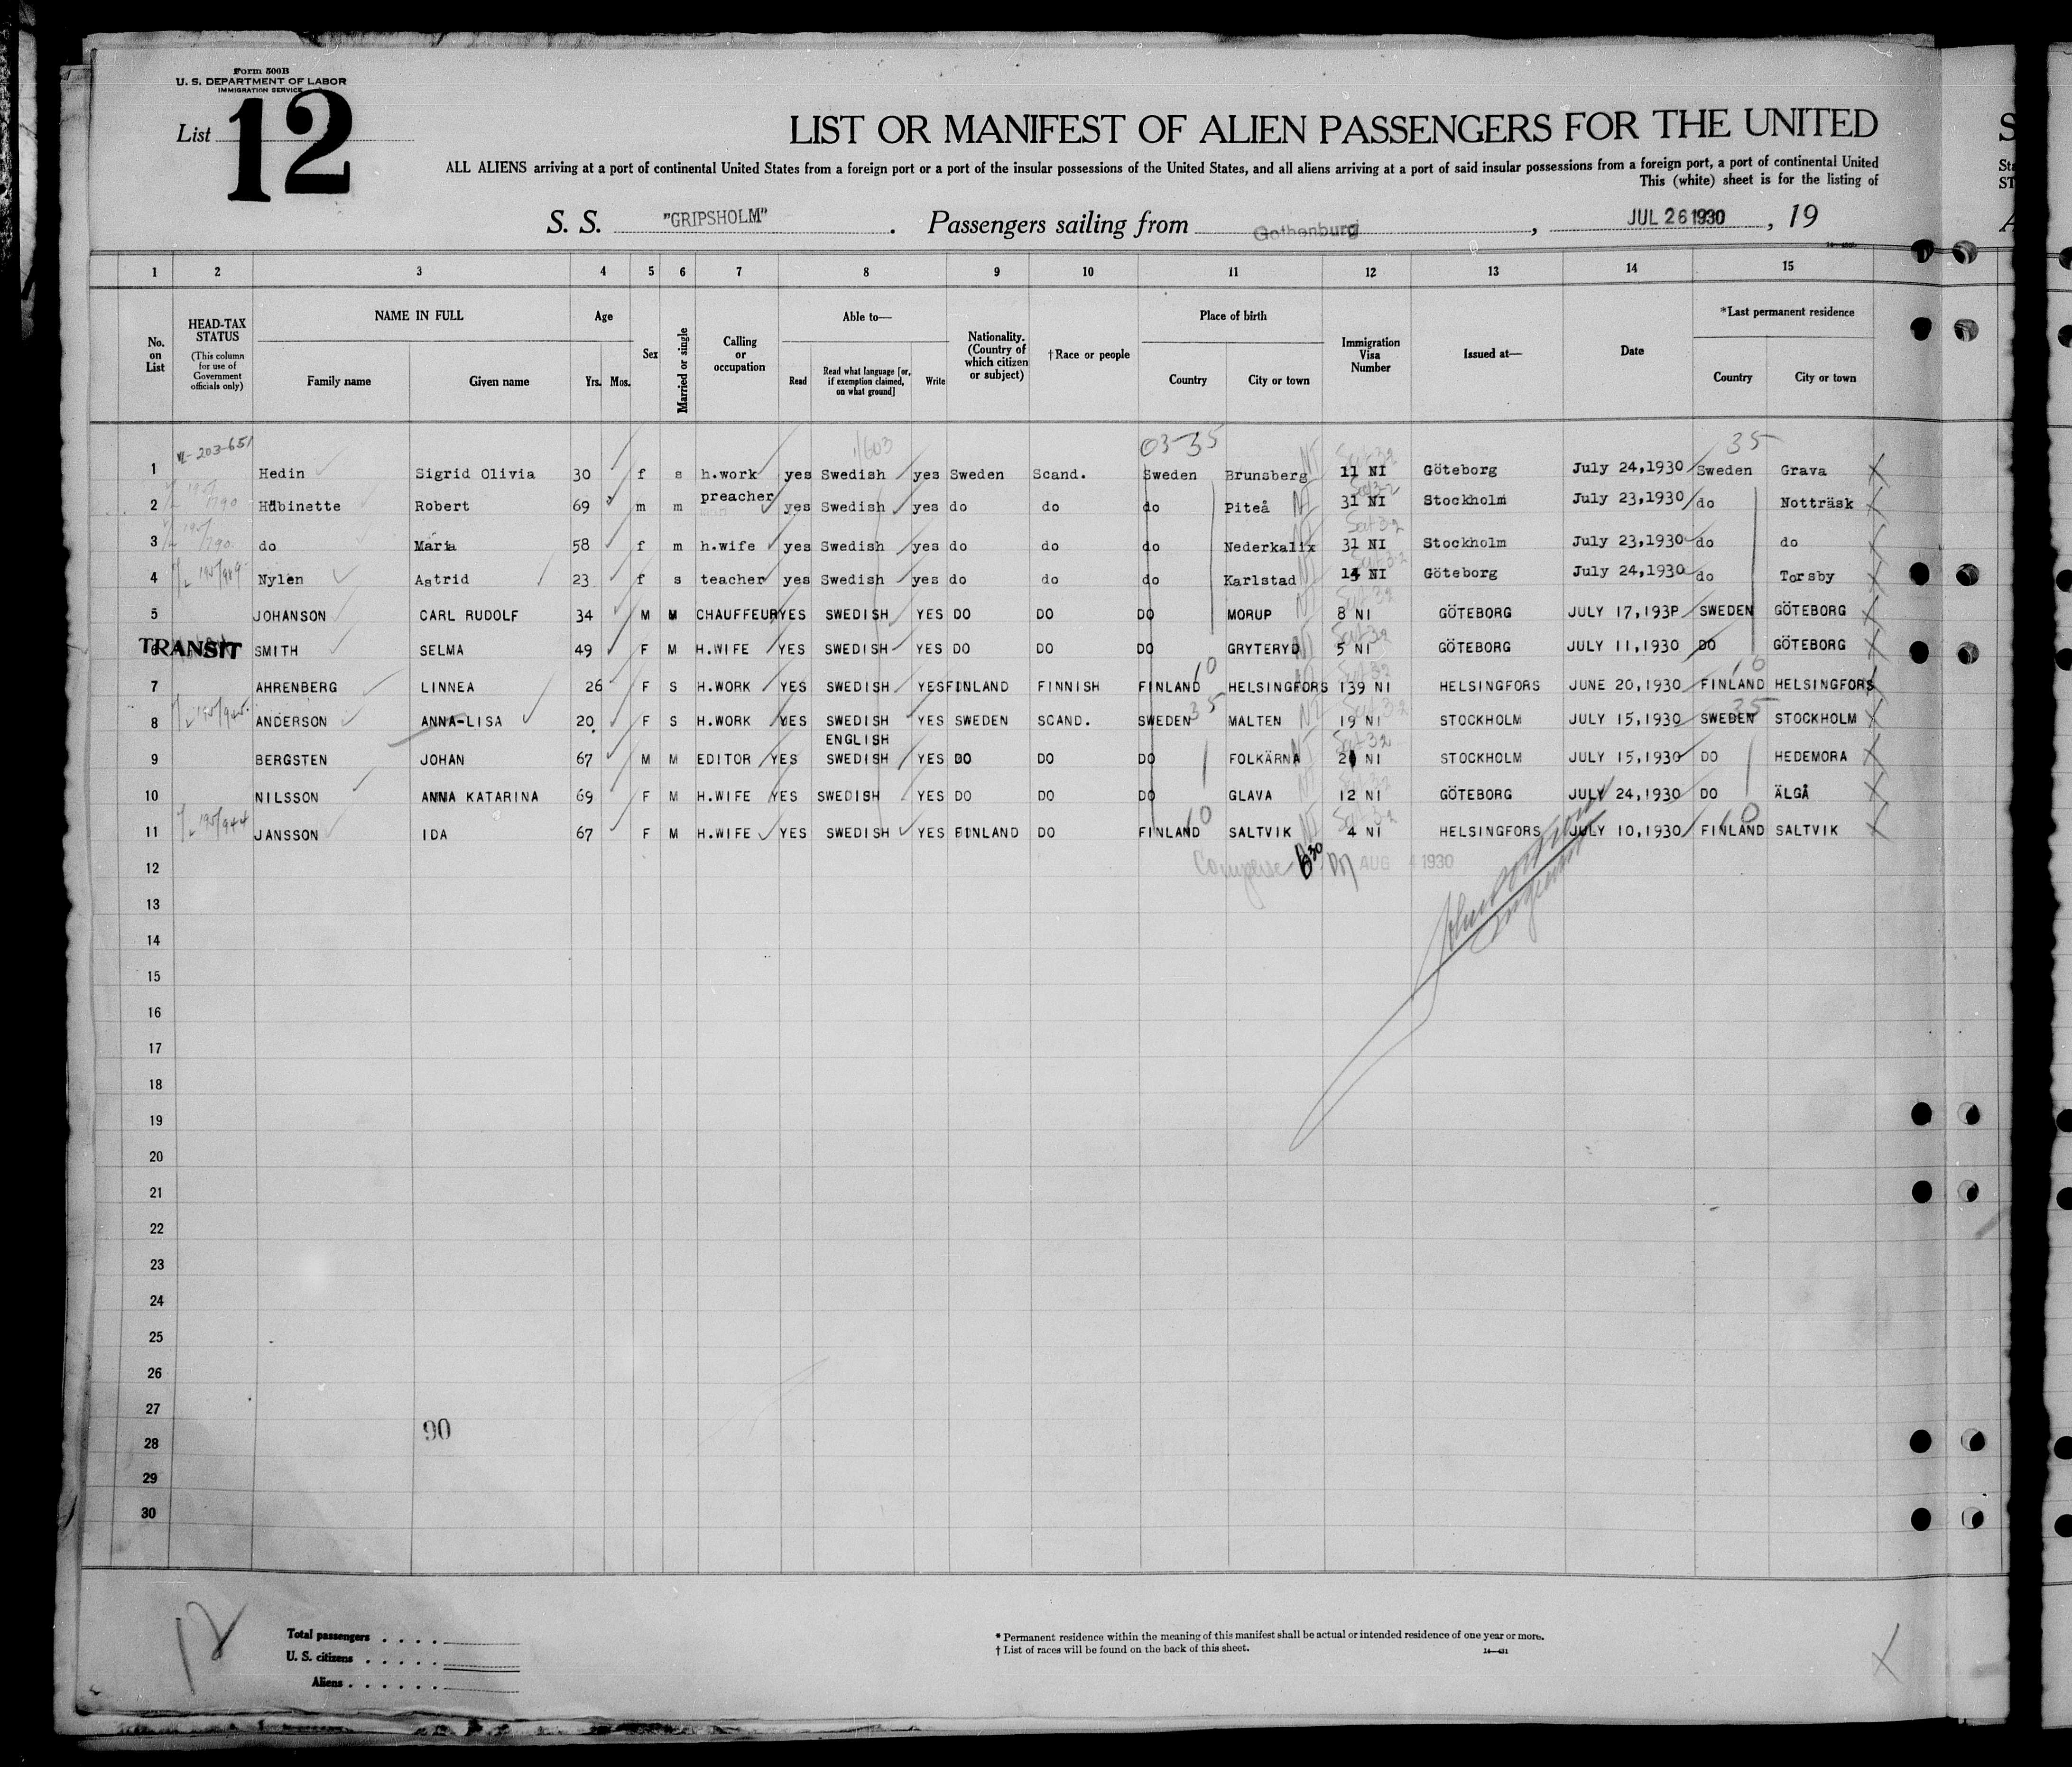 Form 500B
U. S. DEPARTMENT OF LABOR
IMMIGRATION SERVICE
List 12
LIST OR MANIFEST OF ALIEN PASSENGERS FOR THE UNITED
ALL ALIENS arriving at a port of continental United States from a foreign port or a port of the insular possessions of the United States, and all aliens arriving at a port of said insular possessions from a foreign port, a port of continental United
This (white) sheet is for the listing of
S. S. "GRIPSHOLM". Passengers sailing from Gothenburg, JUL 26 1930, 19
1 2 3 4 5 6 7 8 9 10 11 12 13 14 15
No. on List
HEAD-TAX STATUS (This column for use of Government officials only)
NAME IN FULL
Family name Given name
Age
Yrs. Mos.
Sex
Married or single
Calling or occupation
Able to—
Read
Read what language [or, if exemption claimed, on what ground]
Write
Nationality. (Country of which citizen or subject)
†Race or people
Place of birth
Country City or town
Immigration Visa Number
Issued at—
Date
*Last permanent residence
Country City or town
03-35 35
1 203-651 Hedin Sigrid Olivia 30 f s h.work yes Swedish yes Sweden Scand. Sweden Brunsberg 11 NI Göteborg July 24,1930 Sweden Grava
2 Hübinette Robert 69 m m preacher yes Swedish yes do do do Piteå 31 NI Stockholm July 23,1930 do Notträsk
3 do Maria 58 f m h.wife yes Swedish yes do do do Nederkalix 31 NI Stockholm July 23,1930 do do
4 Nylén Astrid 23 f s teacher yes Swedish yes do do do Karlstad 14 NI Göteborg July 24,1930 do Torsby
5 JOHANSON CARL RUDOLF 34 M M CHAUFFEUR YES SWEDISH YES DO DO DO MORUP 8 NI GÖTEBORG JULY 17,193P SWEDEN GÖTEBORG
TRANSIT SMITH SELMA 49 F M H.WIFE YES SWEDISH YES DO DO DO GRYTERYD 5 NI GÖTEBORG JULY 11,1930 DO GÖTEBORG
7 AHRENBERG LINNEA 26 F S H.WORK YES SWEDISH YES FINLAND FINNISH FINLAND HELSINGFORS 139 NI HELSINGFORS JUNE 20,1930 FINLAND HELSINGFORS
8 ANDERSON ANNA-LISA 20 F S H.WORK YES SWEDISH YES SWEDEN SCAND. SWEDEN MALTEN 19 NI STOCKHOLM JULY 15,1930 SWEDEN STOCKHOLM
ENGLISH
9 BERGSTEN JOHAN 67 M M EDITOR YES SWEDISH YES DO DO DO FOLKÄRNA NI STOCKHOLM JULY 15,1930 DO HEDEMORA
10 NILSSON ANNA KATARINA 69 F M H.WIFE YES SWEDISH YES DO DO DO GLAVA 12 NI GÖTEBORG JULY 24,1930 DO ÄLGÅ
11 JANSSON IDA 67 F M H.WIFE YES SWEDISH YES FINLAND DO FINLAND SALTVIK 4 NI HELSINGFORS JULY 10,1930 FINLAND SALTVIK
12 AUG 4 1930
13
14
15
16
17
18
19
20
21
22
23
24
25
26
27
90
28
29
30
12
Total passengers . . . .
U. S. citizens . . . . .
Aliens . . . . . .
* Permanent residence within the meaning of this manifest shall be actual or intended residence of one year or more.
† List of races will be found on the back of this sheet.